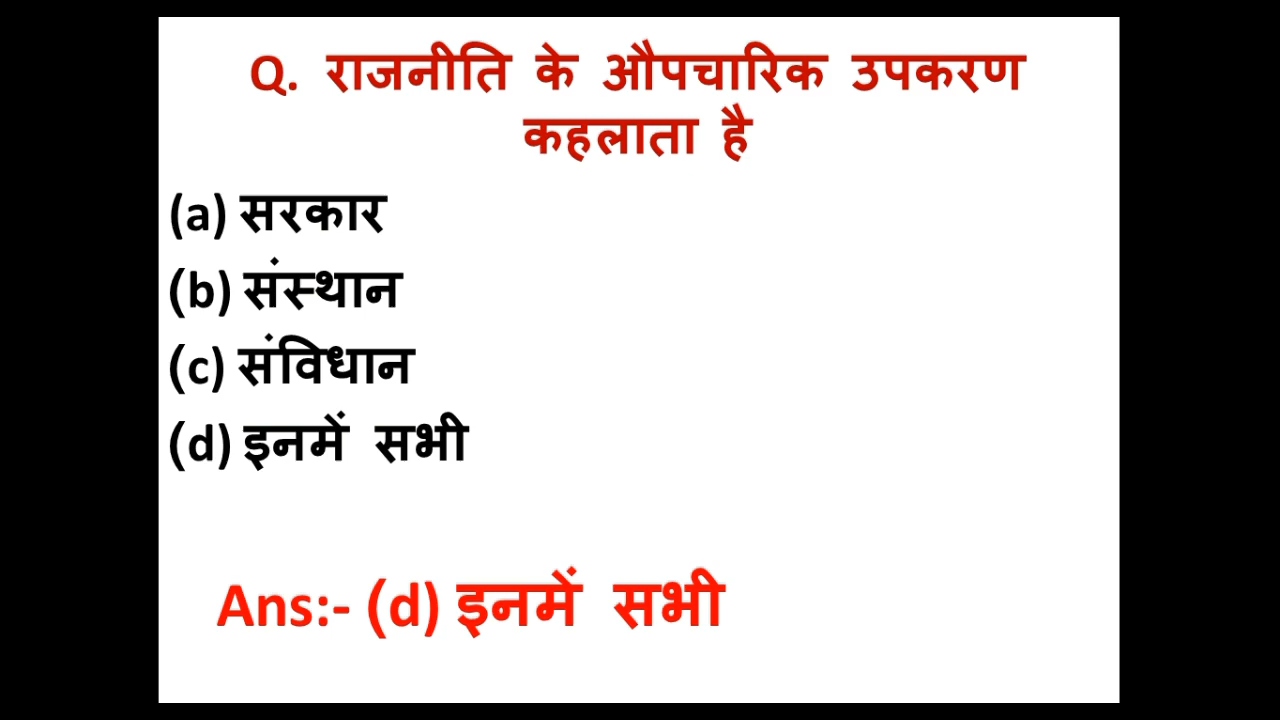 Q. राजनीति के औपचारिक उपकरण
कहलाता है
(a) सरकार
(b) संस्थान
(c) संविधान
(d) इनमें सभी
Ans:- (d) इनमें सभी